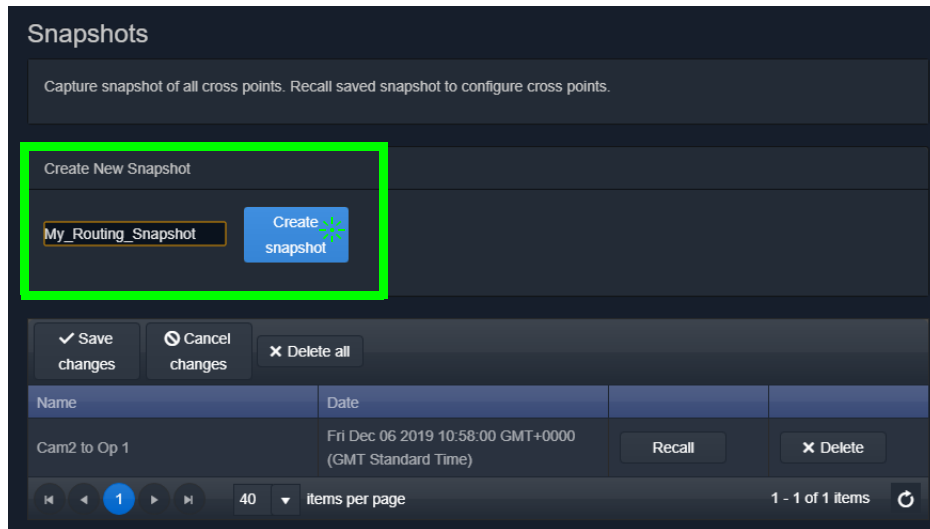 Snapshots
Capture snapshot of all cross points. Recall saved snapshot to configure cross points.
Create New Snapshot
My_Routing_Snapshot
Create
snapshot
Save
changes
Cancel
changes
Delete all
Name Date
Cam2 to Op 1
Fri Dec 06 2019 10:58:00 GMT+0000
(GMT Standard Time)
Recall
Delete
1
40 items per page
1 - 1 of 1 items